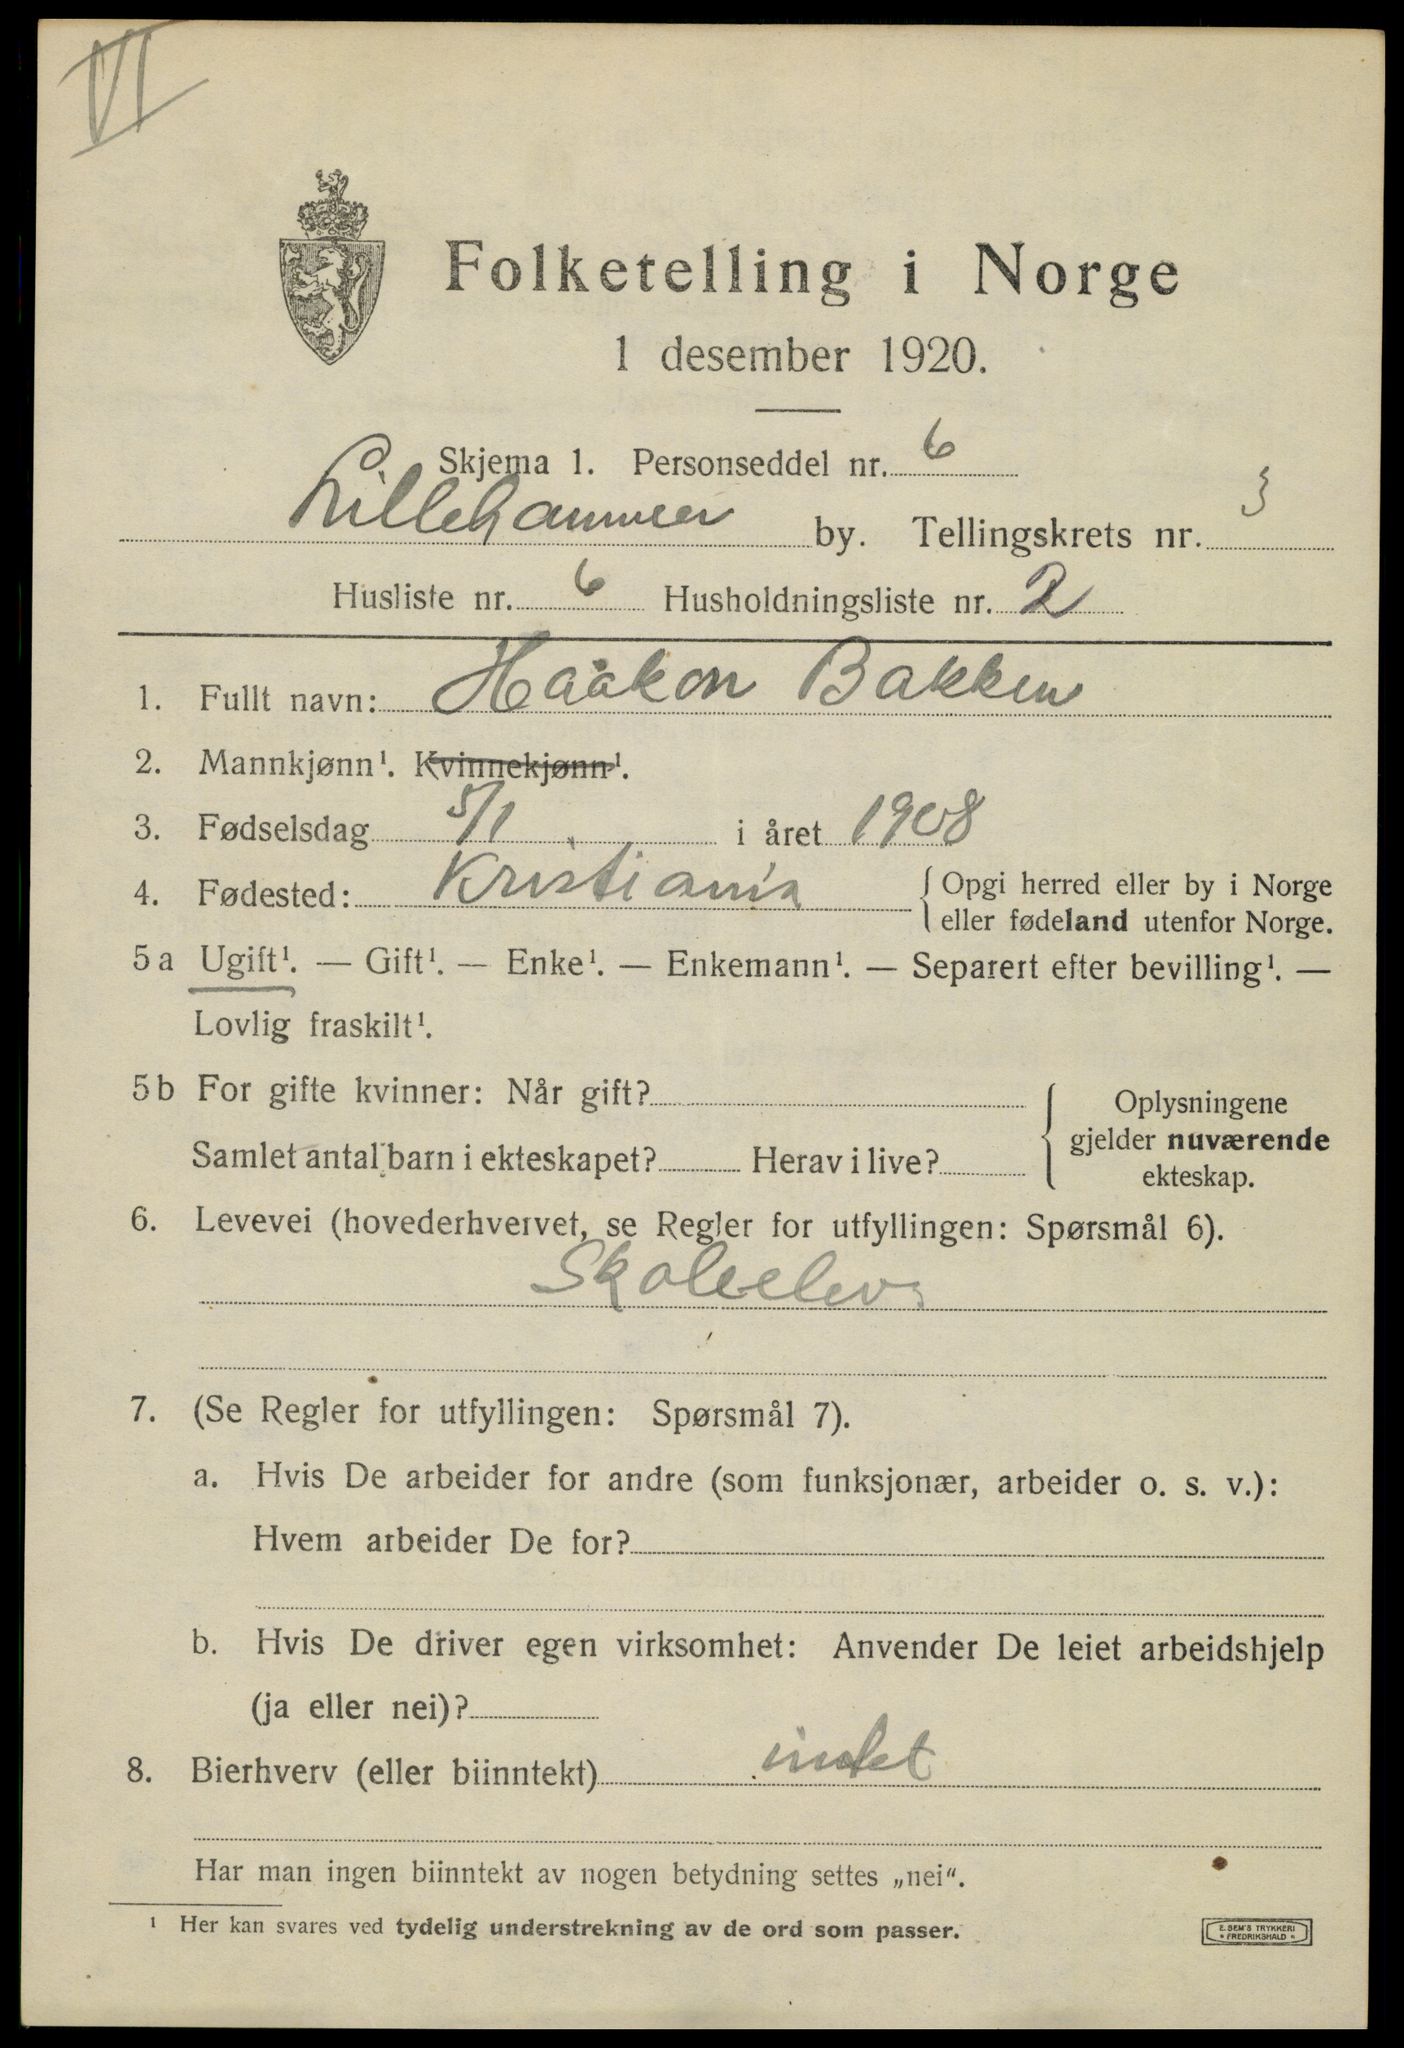 VI
Folketelling i Norge
1 desember 1920.
Skjema 1. Personseddel nr. 6
Lillehammer by. Tellingskrets nr. 3
Husliste nr. 6 Husholdningsliste nr. 2
1. Fullt navn: Haakon Bakken
2. Mannkjønn¹. Kvinnekjønn¹.
3. Fødselsdag 5/1 i året 1908
4. Fødested: Kristiania { Opgi herred eller by i Norge
eller fødeland utenfor Norge.
5a Ugift¹. — Gift¹. — Enke¹. — Enkemann¹. — Separert efter bevilling¹. —
Lovlig fraskilt¹.
5b For gifte kvinner: Når gift?
Samlet antal barn i ekteskapet? Herav i live?
{ Oplysningene
gjelder nuværende
ekteskap.
6. Levevei (hovederhvervet, se Regler for utfyllingen: Spørsmål 6).
Skoleelev
7. (Se Regler for utfyllingen: Spørsmål 7).
a. Hvis De arbeider for andre (som funksjonær, arbeider o. s. v.):
Hvem arbeider De for?
b. Hvis De driver egen virksomhet: Anvender De leiet arbeidshjelp
(ja eller nei)?
8. Bierhverv (eller biinntekt) intet
Har man ingen biinntekt av nogen betydning settes „nei“.
¹ Her kan svares ved tydelig understrekning av de ord som passer.
E. SEM'S TRYKKERI
* FREDRIKSHALD *